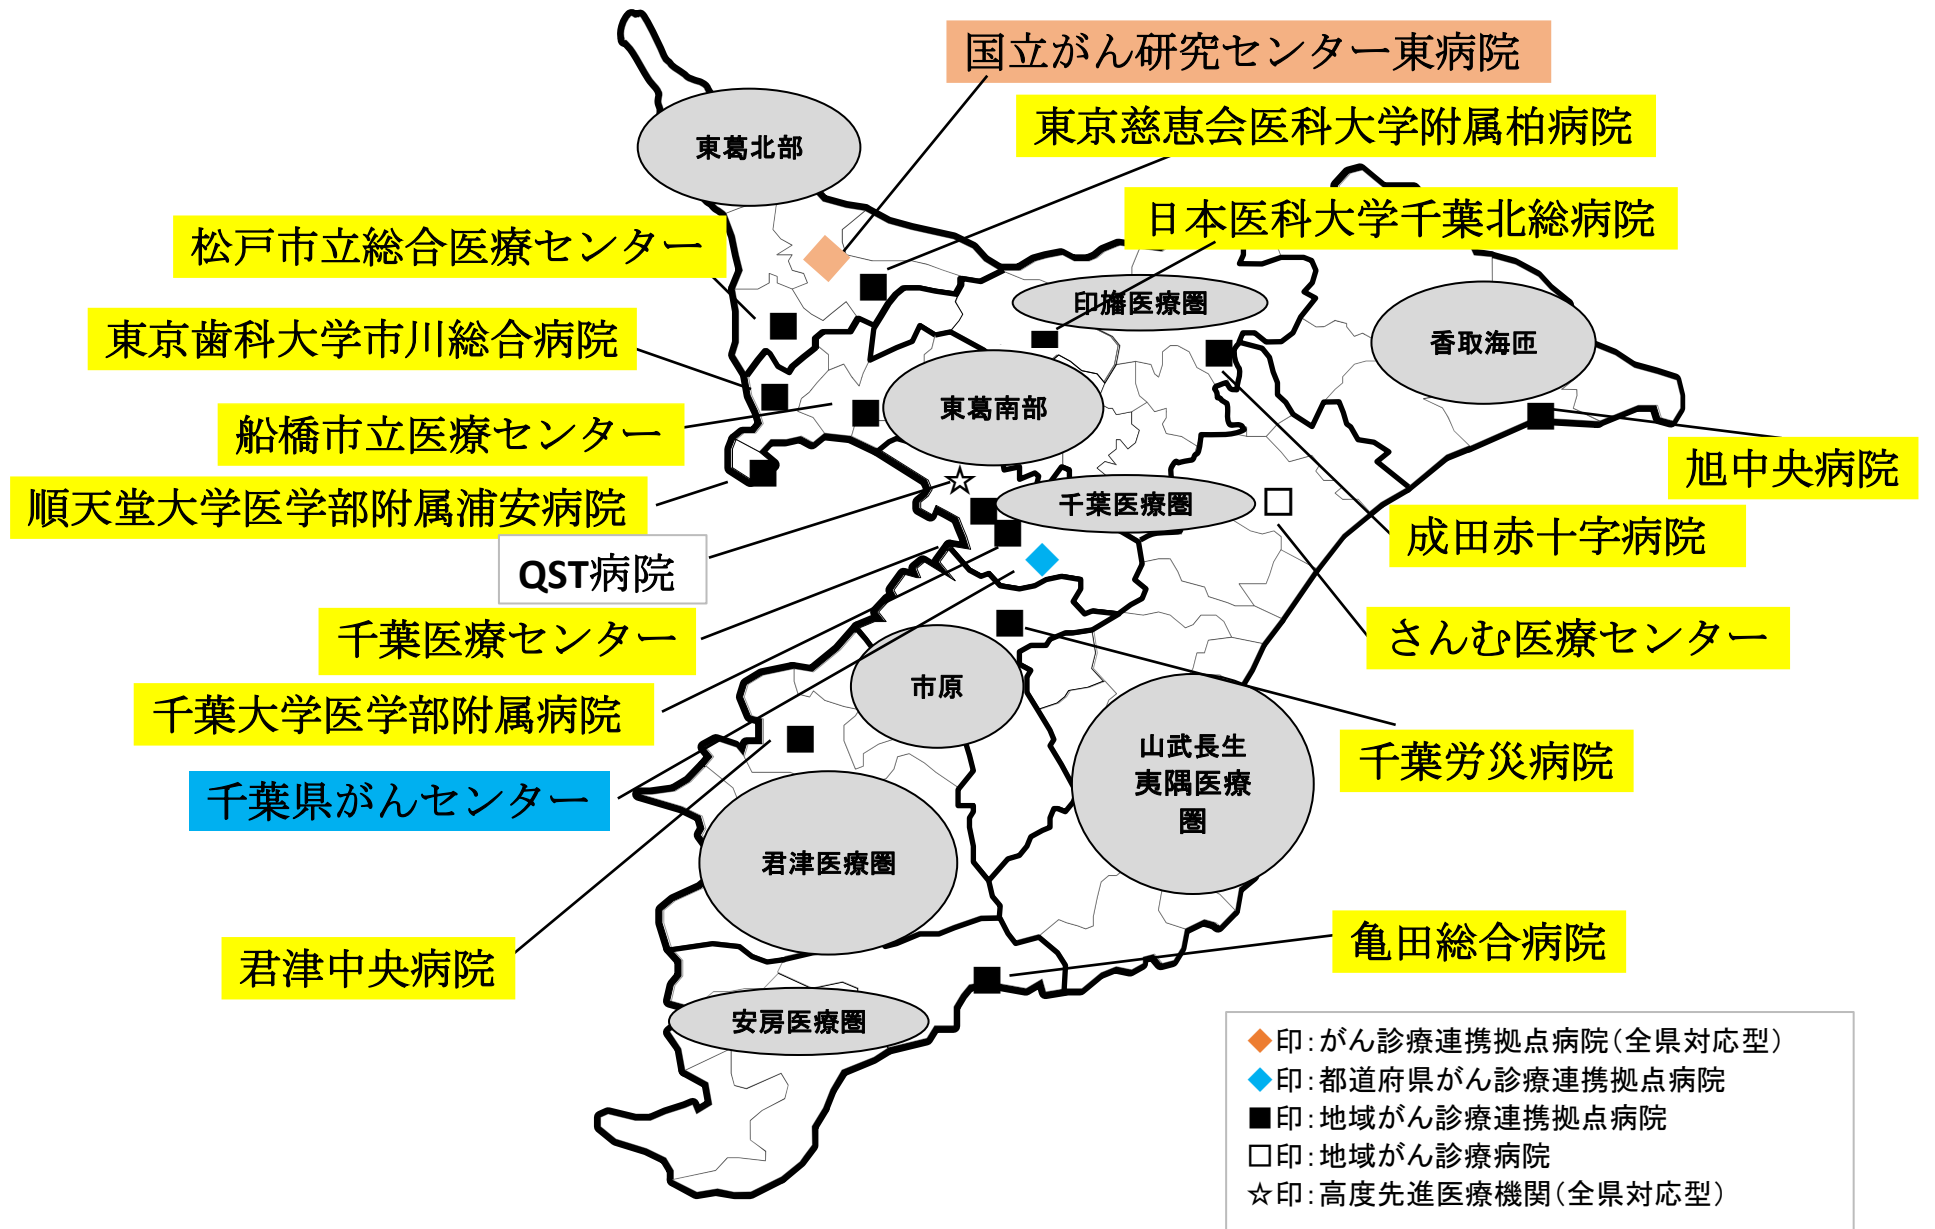 国立がん研究センター東病院
東京慈恵会医科大学附属柏病院
東葛北部
日本医科大学千葉北総病院
松戸市立総合医療センター
印旛医療圏
東京歯科大学市川総合病院
香取海匝
東葛南部
船橋市立医療センター
旭中央病院
順天堂大学医学部附属浦安病院
千葉医療圏
成田赤十字病院
QST病院
千葉医療センター
さんむ医療センター
市原
千葉大学医学部附属病院
山武長生
夷隅医療
圏
千葉労災病院
千葉県がんセンター
君津医療圏
亀田総合病院
君津中央病院
安房医療圏
◆印：がん診療連携拠点病院（全県対応型）
◆印：都道府県がん診療連携拠点病院
■印：地域がん診療連携拠点病院
□印：地域がん診療病院
☆印：高度先進医療機関（全県対応型）